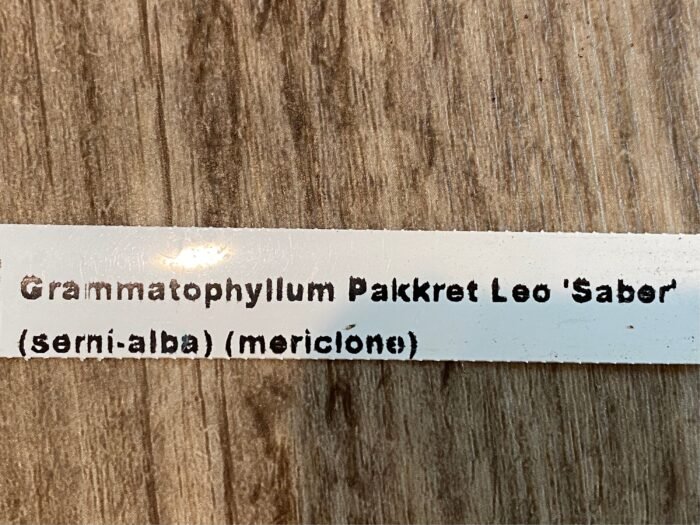 Grammatophyllum Pakkret Leo 'Saber'
(semi-alba) (mericlone)